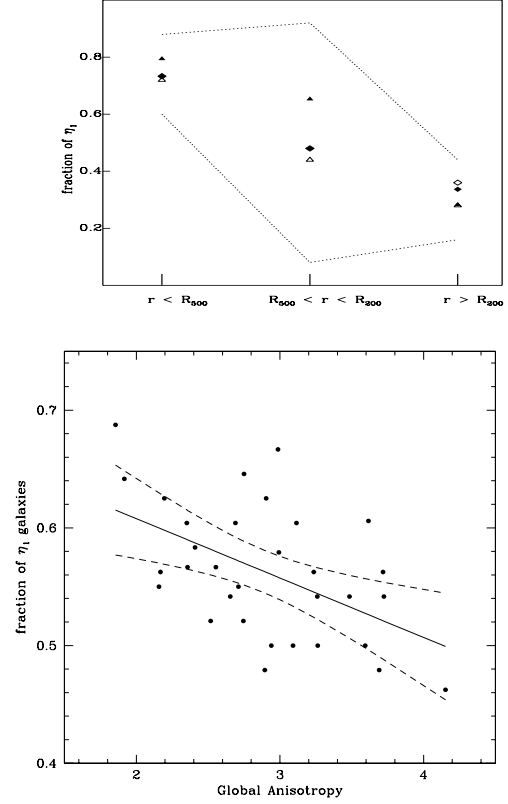 0.8
0.6
0.4
0.2
fraction of η1
r < R500
R500 < r < R200
r > R200
0.7
0.6
0.5
0.4
fraction of η1 galaxies
2 3 4
Global Anisotropy